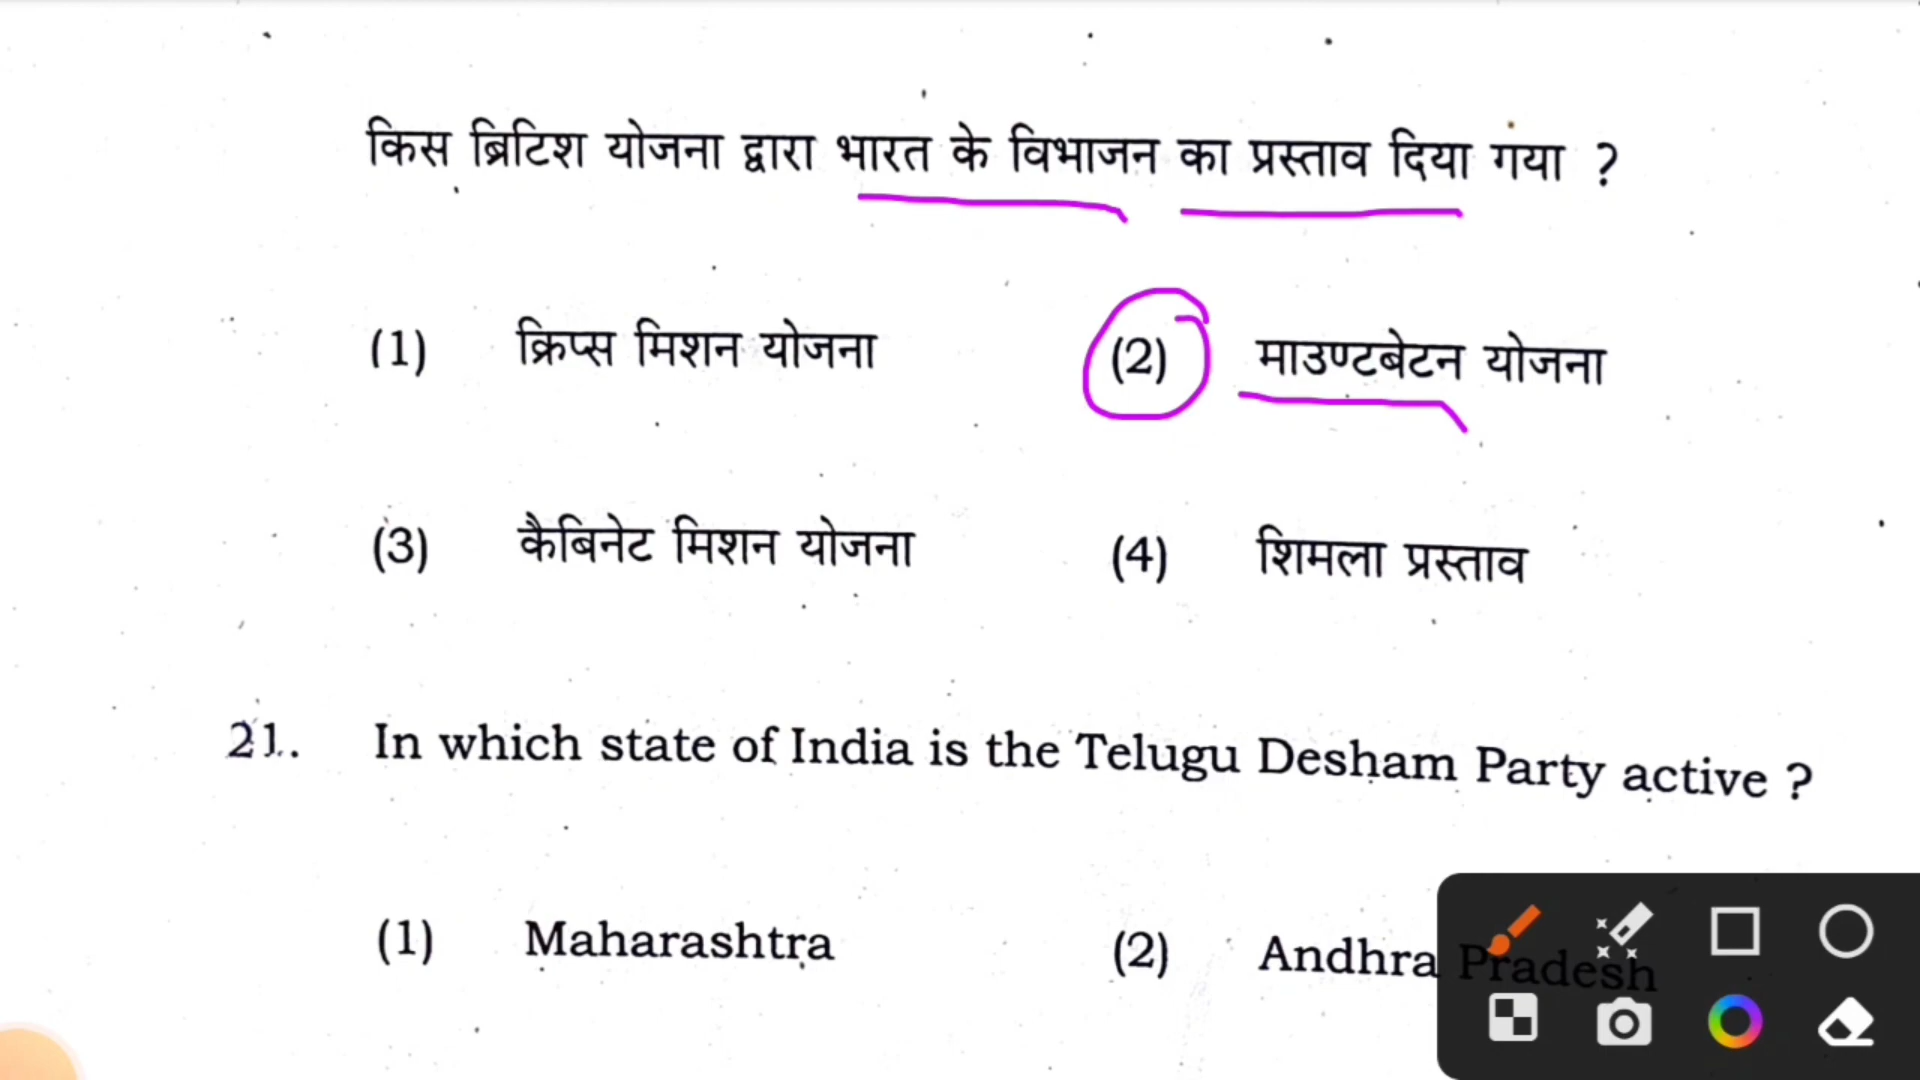 किस ब्रिटिश योजना द्वारा भारत के विभाजन का प्रस्ताव दिया गया ?
(1) क्रिप्स मिशन योजना (2) माउण्टबेटन योजना
(3) कैबिनेट मिशन योजना (4) शिमला प्रस्ताव
21. In which state of India is the Telugu Desham Party active ?
(1) Maharashtra (2) Andhra Pradesh